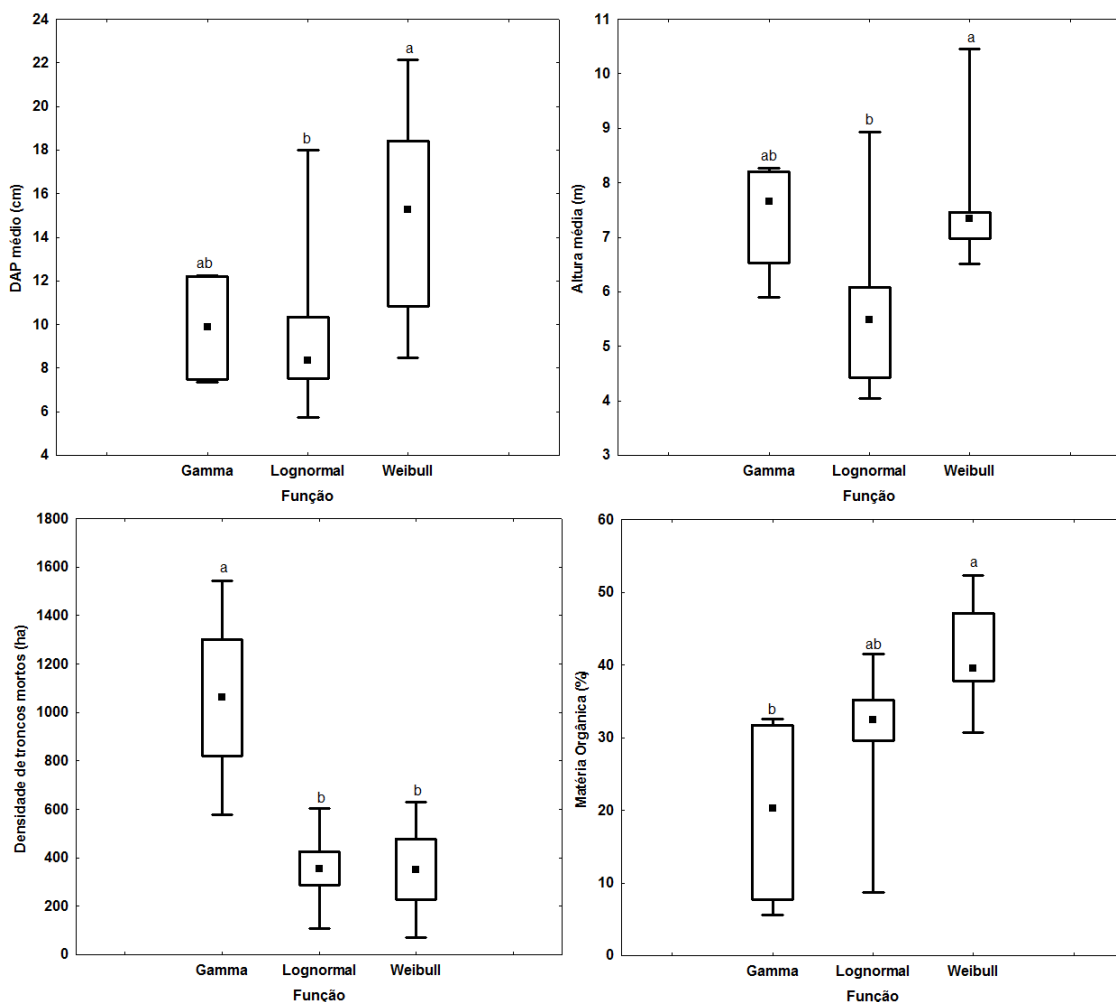 DAP médio (cm)
24
22
20
18
16
14
12
10
8
6
4
ab
b
a
Gamma Lognormal Weibull
Função
Altura média (m)
11
10
9
8
7
6
5
4
3
ab
b
a
Gamma Lognormal Weibull
Função
Densidade de troncos mortos (ha)
1800
1600
1400
1200
1000
800
600
400
200
0
a
b
b
Gamma Lognormal Weibull
Função
Matéria Orgânica (%)
60
50
40
30
20
10
0
b
ab
a
Gamma Lognormal Weibull
Função